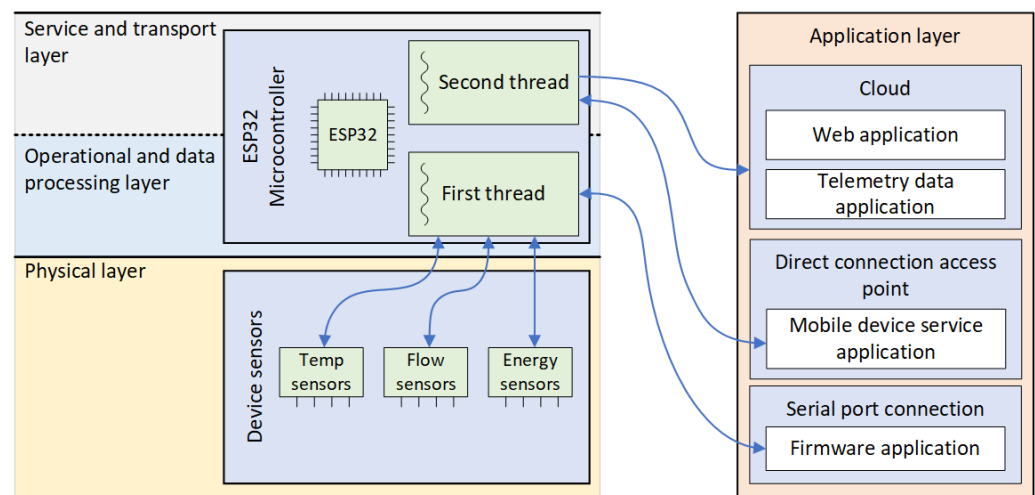 Service and transport
layer
Operational and data
processing layer
Physical layer
ESP32
Microcontroller
ESP32
Second thread
First thread
Device sensors
Temp
sensors
Flow
sensors
Energy
sensors
Application layer
Cloud
Web application
Telemetry data
application
Direct connection access
point
Mobile device service
application
Serial port connection
Firmware application